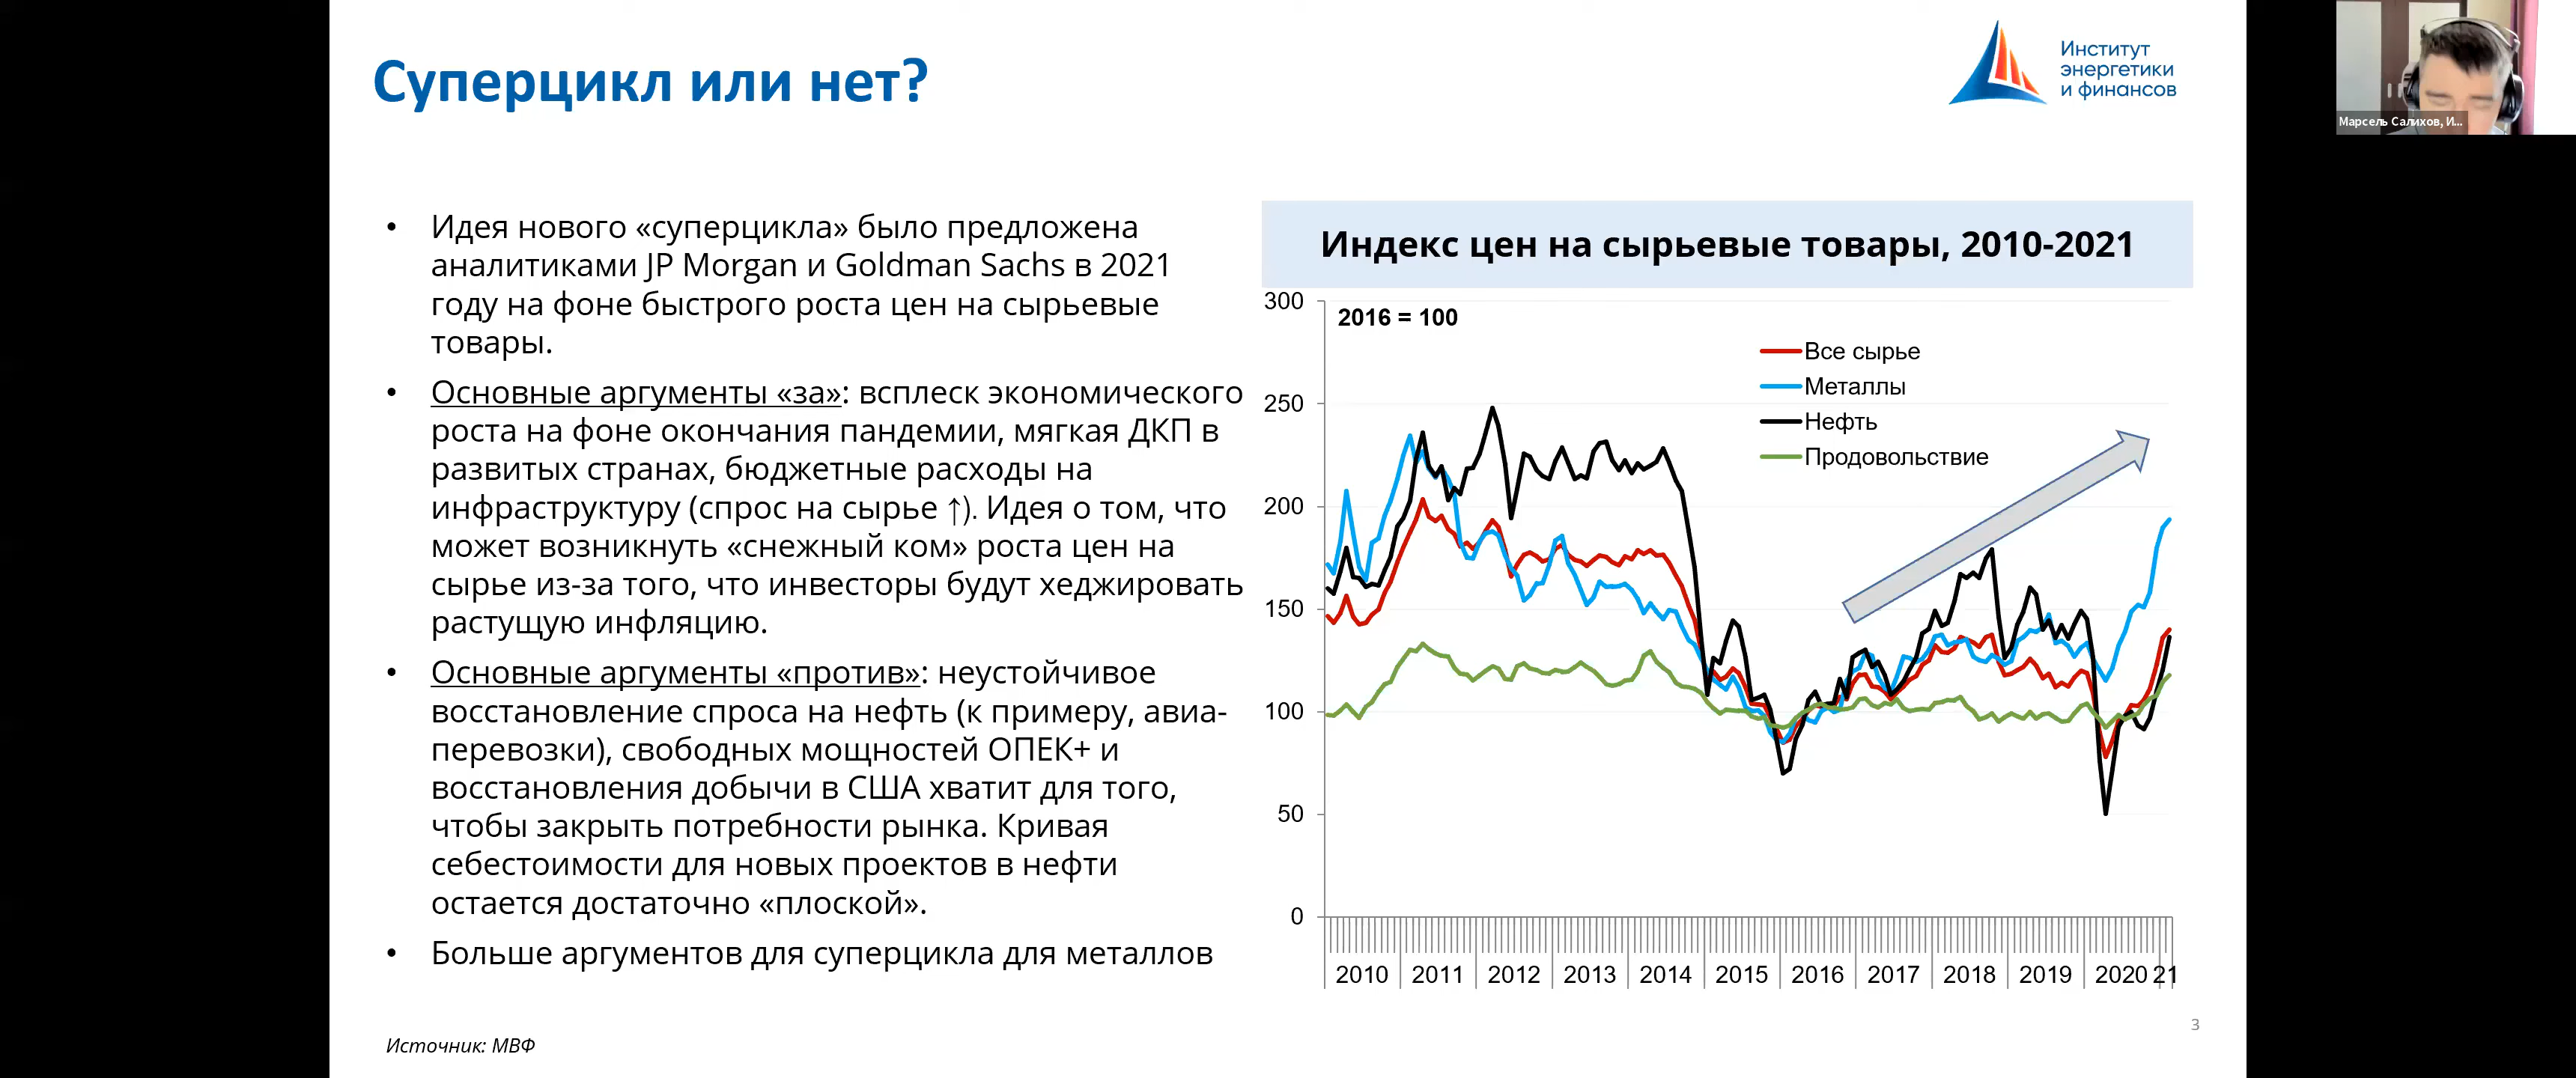 Суперцикл или нет?
Институт
энергетики
и финансов
Марсель Салихов, И...
• Идея нового «суперцикла» было предложена
аналитиками JP Morgan и Goldman Sachs в 2021
году на фоне быстрого роста цен на сырьевые
товары.
• Основные аргументы «за»: всплеск экономического
роста на фоне окончания пандемии, мягкая ДКП в
развитых странах, бюджетные расходы на
инфраструктуру (спрос на сырье ↑). Идея о том, что
может возникнуть «снежный ком» роста цен на
сырье из-за того, что инвесторы будут хеджировать
растущую инфляцию.
• Основные аргументы «против»: неустойчивое
восстановление спроса на нефть (к примеру, авиа-
перевозки), свободных мощностей ОПЕК+ и
восстановления добычи в США хватит для того,
чтобы закрыть потребности рынка. Кривая
себестоимости для новых проектов в нефти
остается достаточно «плоской».
• Больше аргументов для суперцикла для металлов
Индекс цен на сырьевые товары, 2010-2021
2016 = 100
Все сырье
Металлы
Нефть
Продовольствие
300
250
200
150
100
50
0
2010 2011 2012 2013 2014 2015 2016 2017 2018 2019 2020 21
Источник: МВФ
3